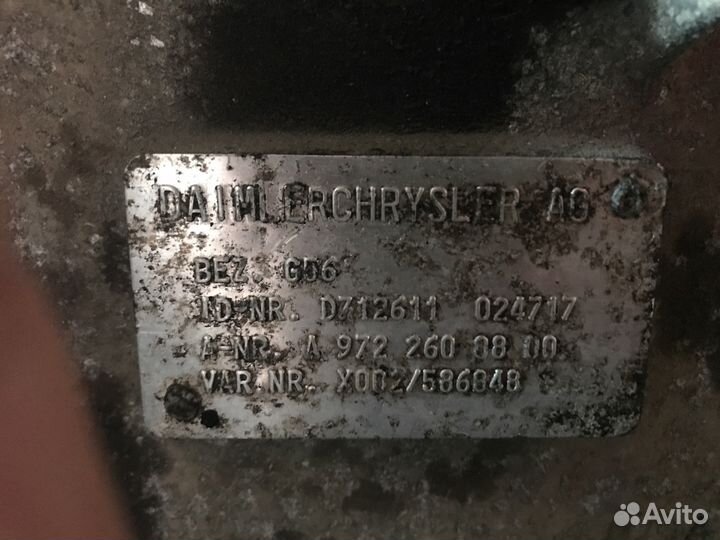 DAIMLERCHRYSLER AG
BEZ. G56
ID-NR. D712611 024717
A-NR. A 972 260 88 00
VAR.NR. X002/586848
Avito